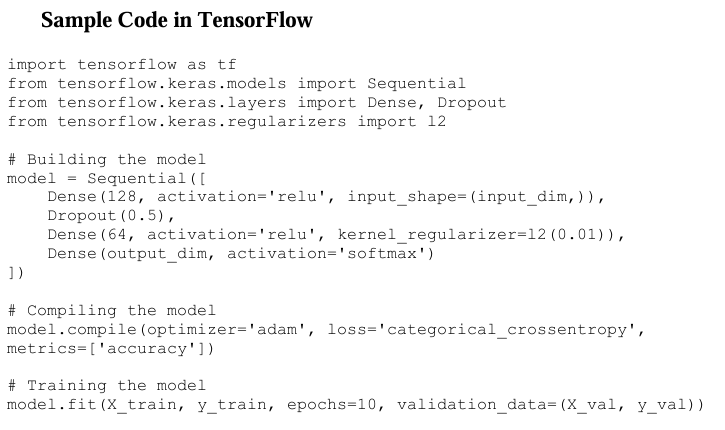 Sample Code in TensorFlow
import tensorflow as tf
from tensorflow.keras.models import Sequential
from tensorflow.keras.layers import Dense, Dropout
from tensorflow.keras.regularizers import l2
# Building the model
model = Sequential([
    Dense(128, activation='relu', input_shape=(input_dim,)),
    Dropout(0.5),
    Dense(64, activation='relu', kernel_regularizer=l2(0.01)),
    Dense(output_dim, activation='softmax')
])
# Compiling the model
model.compile(optimizer='adam', loss='categorical_crossentropy',
metrics=['accuracy'])
# Training the model
model.fit(X_train, y_train, epochs=10, validation_data=(X_val, y_val))